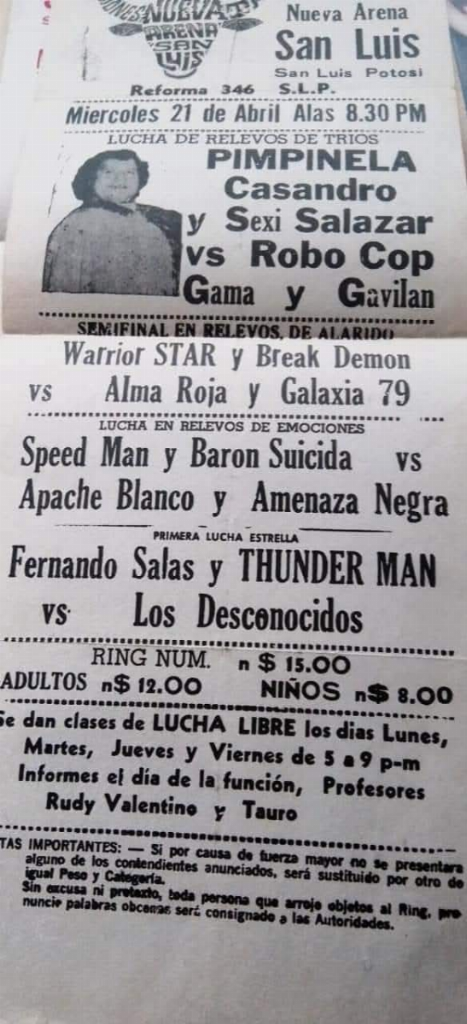 NUEVA
ARENA
SAN
LUIS
Nueva Arena
San Luis
San Luis Potosi
Reforma 346 S.L.P.
Miercoles 21 de Abril Alas 8.30 PM
LUCHA DE RELEVOS DE TRIOS
PIMPINELA
Casandro
y Sexi Salazar
vs Robo Cop
Gama y Gavilan
SEMIFINAL EN RELEVOS, DE ALARIDO
Warrior STAR y Break Demon
vs Alma Roja y Galaxia 79
LUCHA EN RELEVOS DE EMOCIONES
Speed Man y Baron Suicida vs
Apache Blanco y Amenaza Negra
PRIMERA LUCHA ESTRELLA
Fernando Salas y THUNDER MAN
vs Los Desconocidos
RING NUM. n $ 15.00
ADULTOS n$ 12.00 NIÑOS n$ 8.00
Se dan clases de LUCHA LIBRE los dias Lunes,
Martes, Jueves y Viernes de 5 a 9 p-m
Informes el día de la función, Profesores
Rudy Valentino y Tauro
TAS IMPORTANTES: — Si por causa de fuerza mayor no se presentara
alguno de los contendientes anunciados, será sustituido por otro de
igual Peso y Categoría.
Sin excusa ni pretexto, toda persona que arroje objetos al Ring, pro
nuncie palabras obcenas será consignado a las Autoridades.